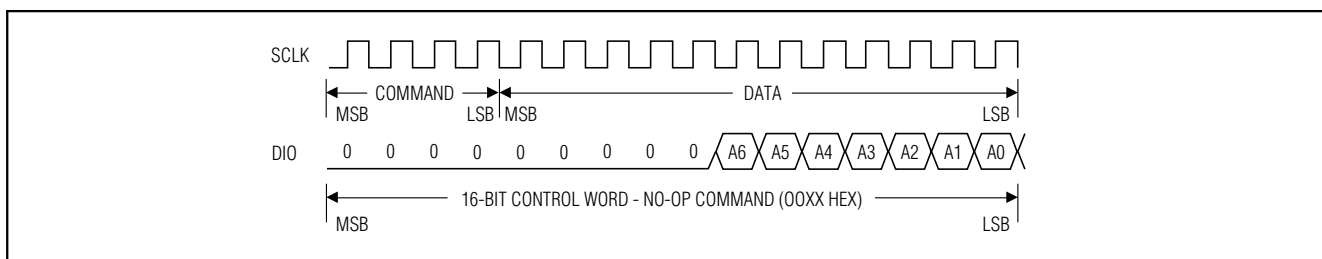 SCLK
COMMAND DATA
MSB LSB MSB LSB
DIO 0 0 0 0 0 0 0 0 0 A6 A5 A4 A3 A2 A1 A0
16-BIT CONTROL WORD - NO-OP COMMAND (00XX HEX)
MSB LSB